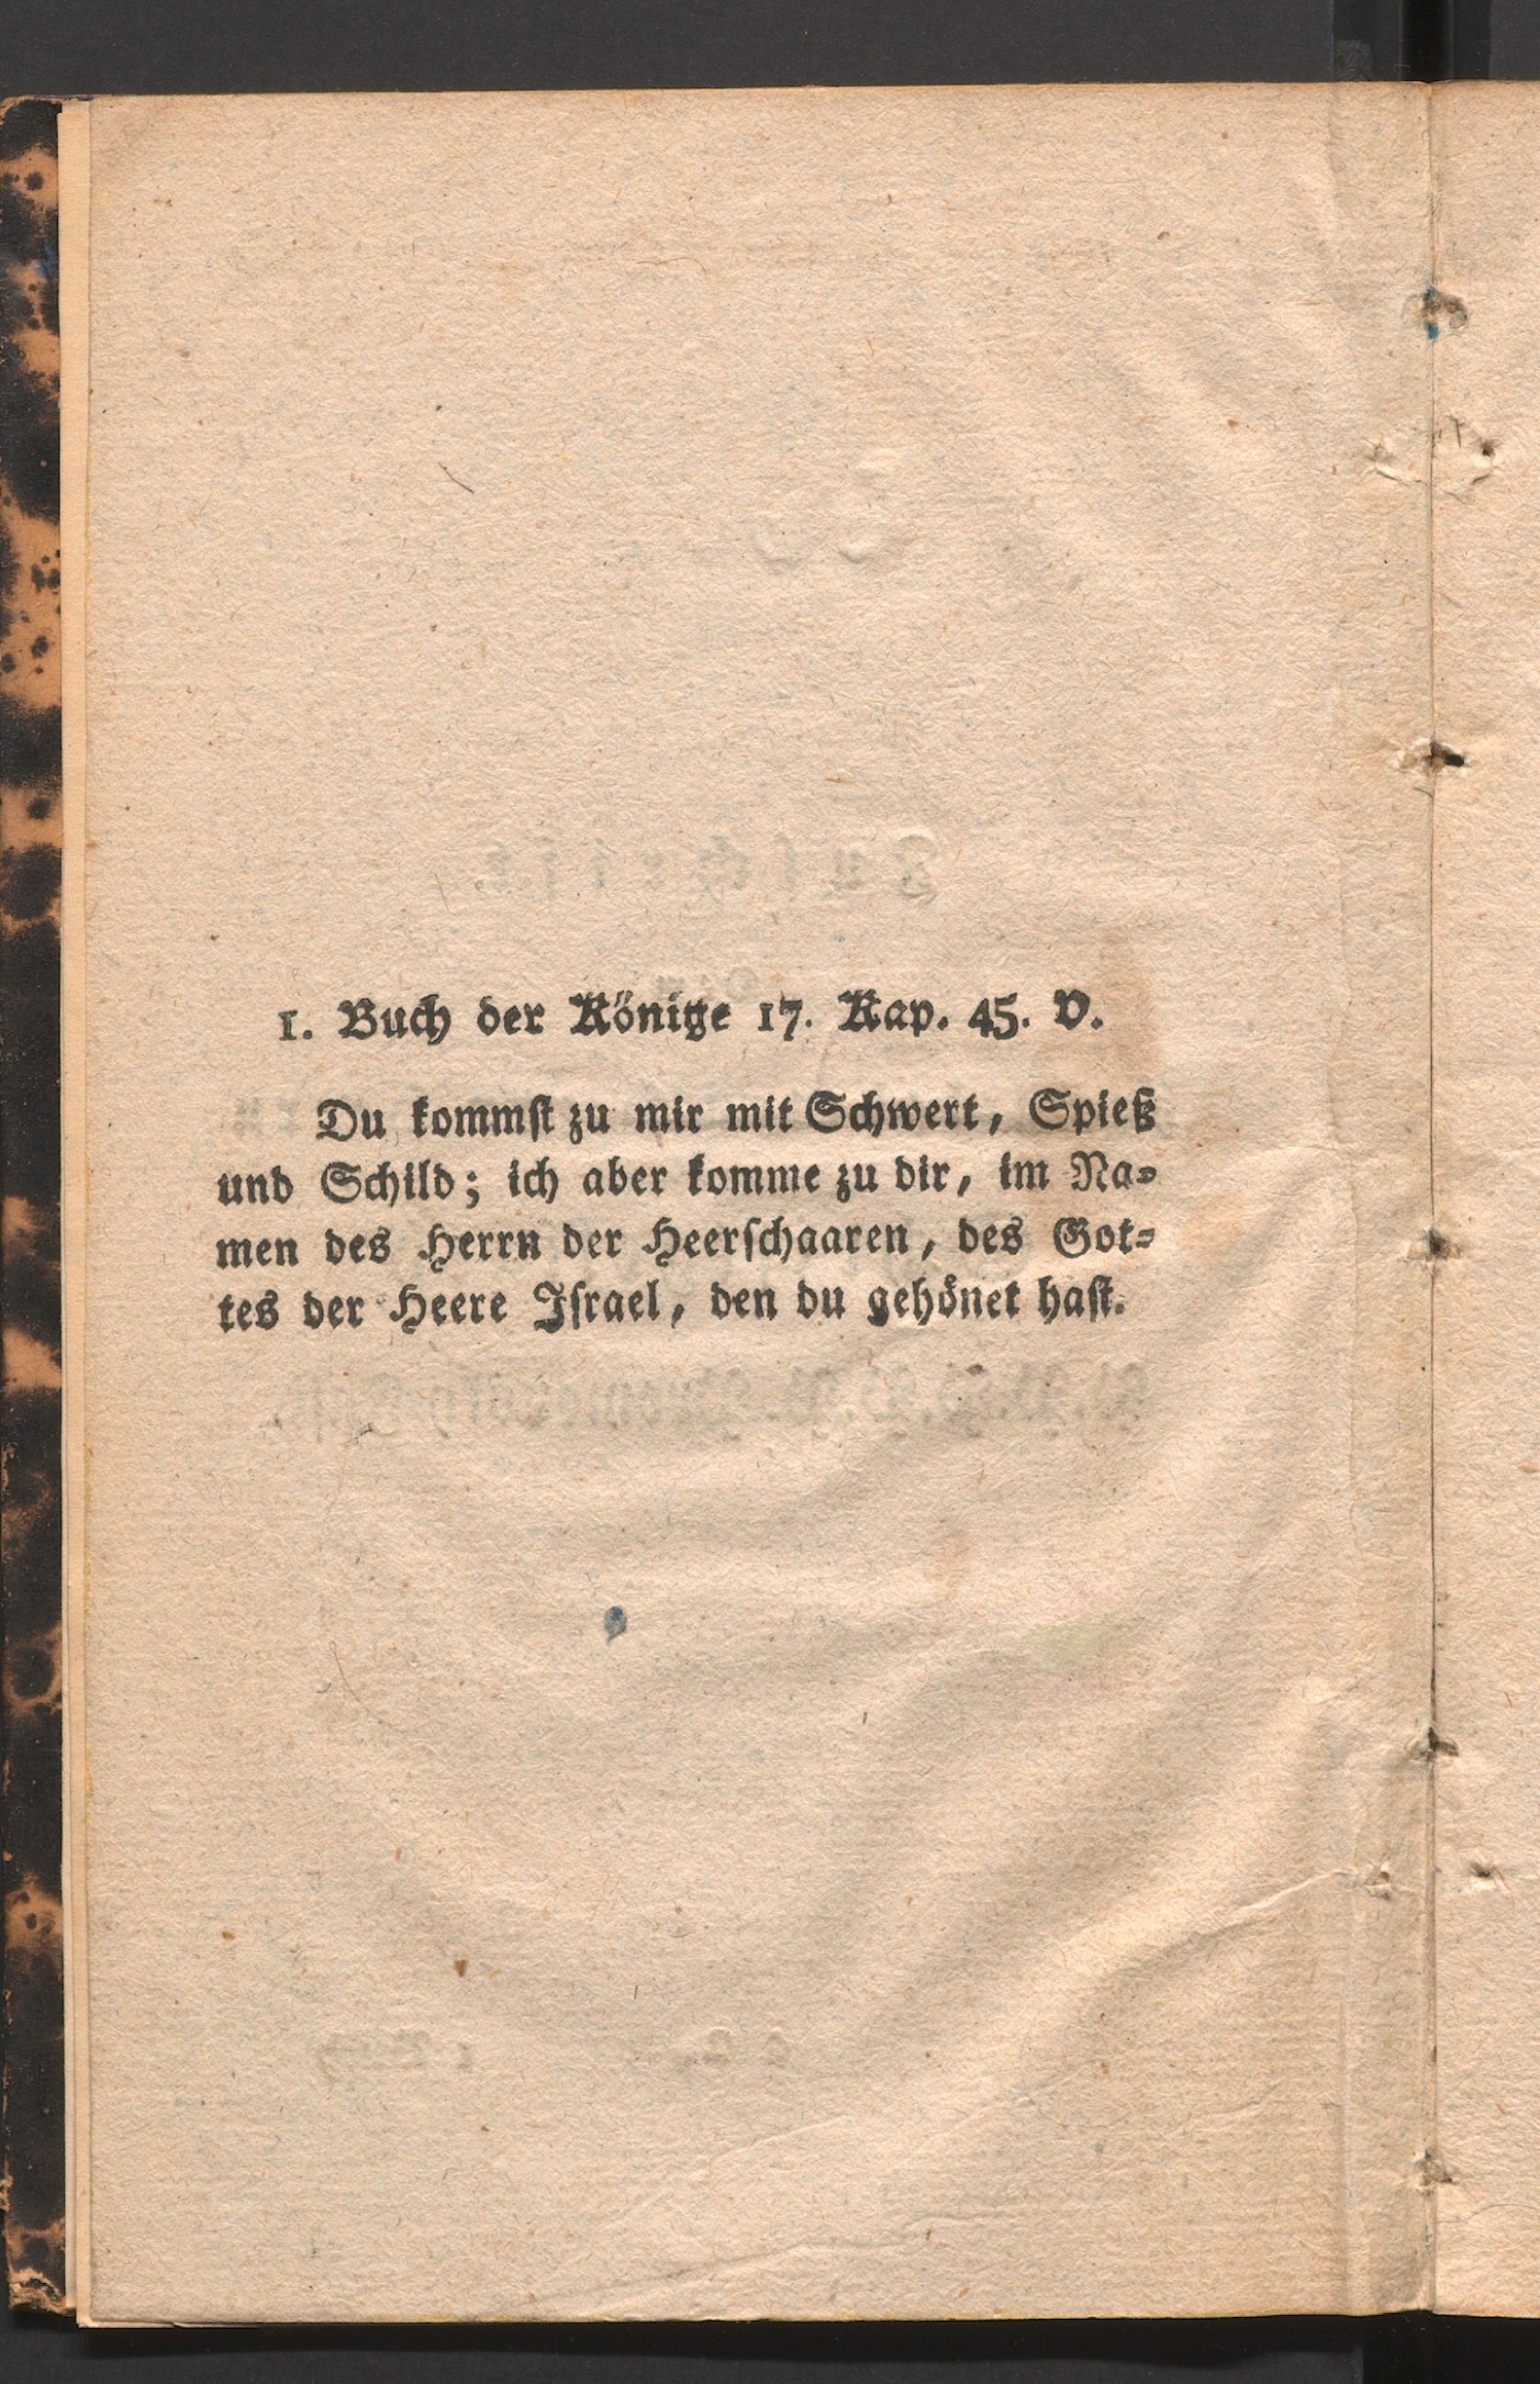 1. Buch der Könige 17. Kap. 45. V.
Du kommſt zu mir mit Schwert, Spieß
und Schild; ich aber komme zu dir, im Na⸗
men des Herrn der Heerſchaaren, des Got⸗
tes der Heere Iſrael, den du gehönet haſt.